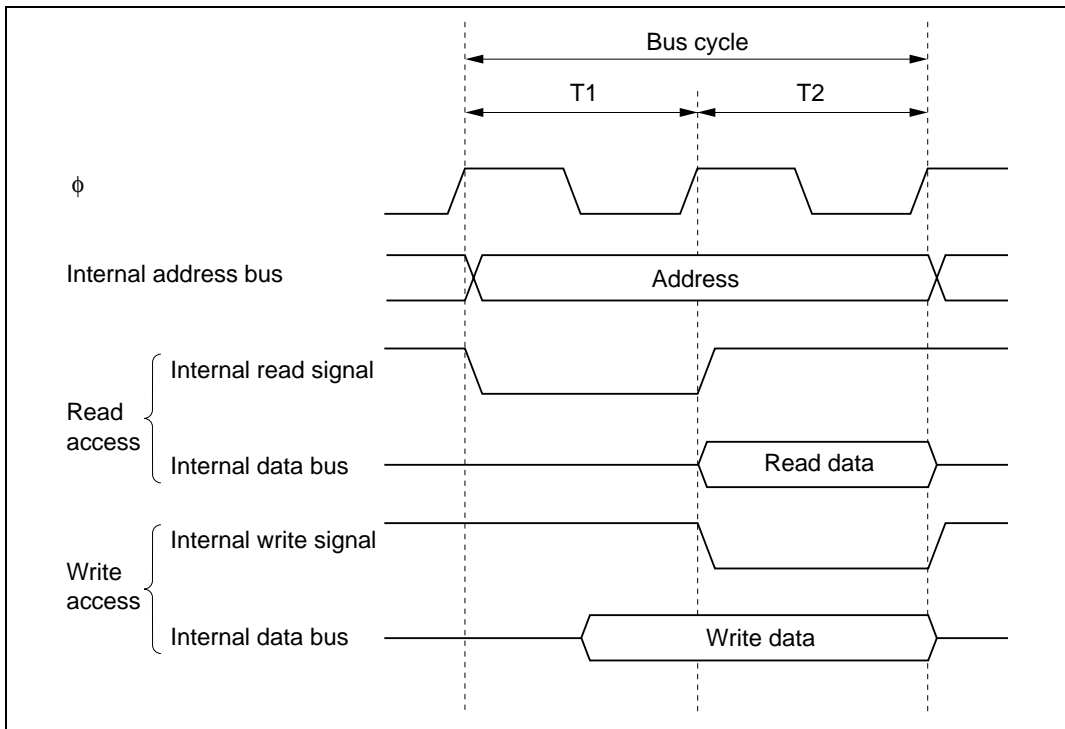 Bus cycle
T1
T2
ϕ
Internal address bus
Address
Internal read signal
Read
access
Internal data bus
Read data
Internal write signal
Write
access
Internal data bus
Write data